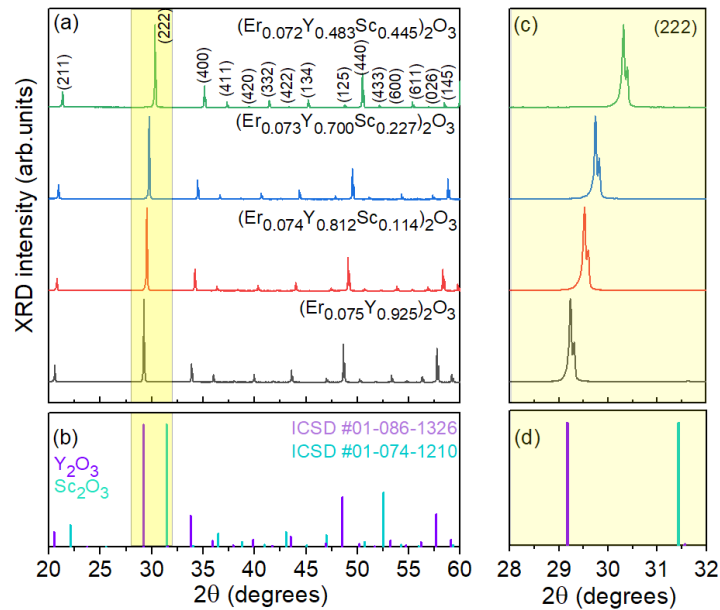 XRD intensity (arb.units)
(a)
(Er0.072Y0.483Sc0.445)2O3
(211)
(222)
(400)
(411)
(420)
(332)
(422)
(134)
(125)
(440)
(433)
(600)
(611)
(026)
(145)
(Er0.073Y0.700Sc0.227)2O3
(Er0.074Y0.812Sc0.114)2O3
(Er0.075Y0.925)2O3
(b)
ICSD #01-086-1326
ICSD #01-074-1210
Y2O3
Sc2O3
20 25 30 35 40 45 50 55 60
2θ (degrees)
(c)
(222)
(d)
28 29 30 31 32
2θ (degrees)